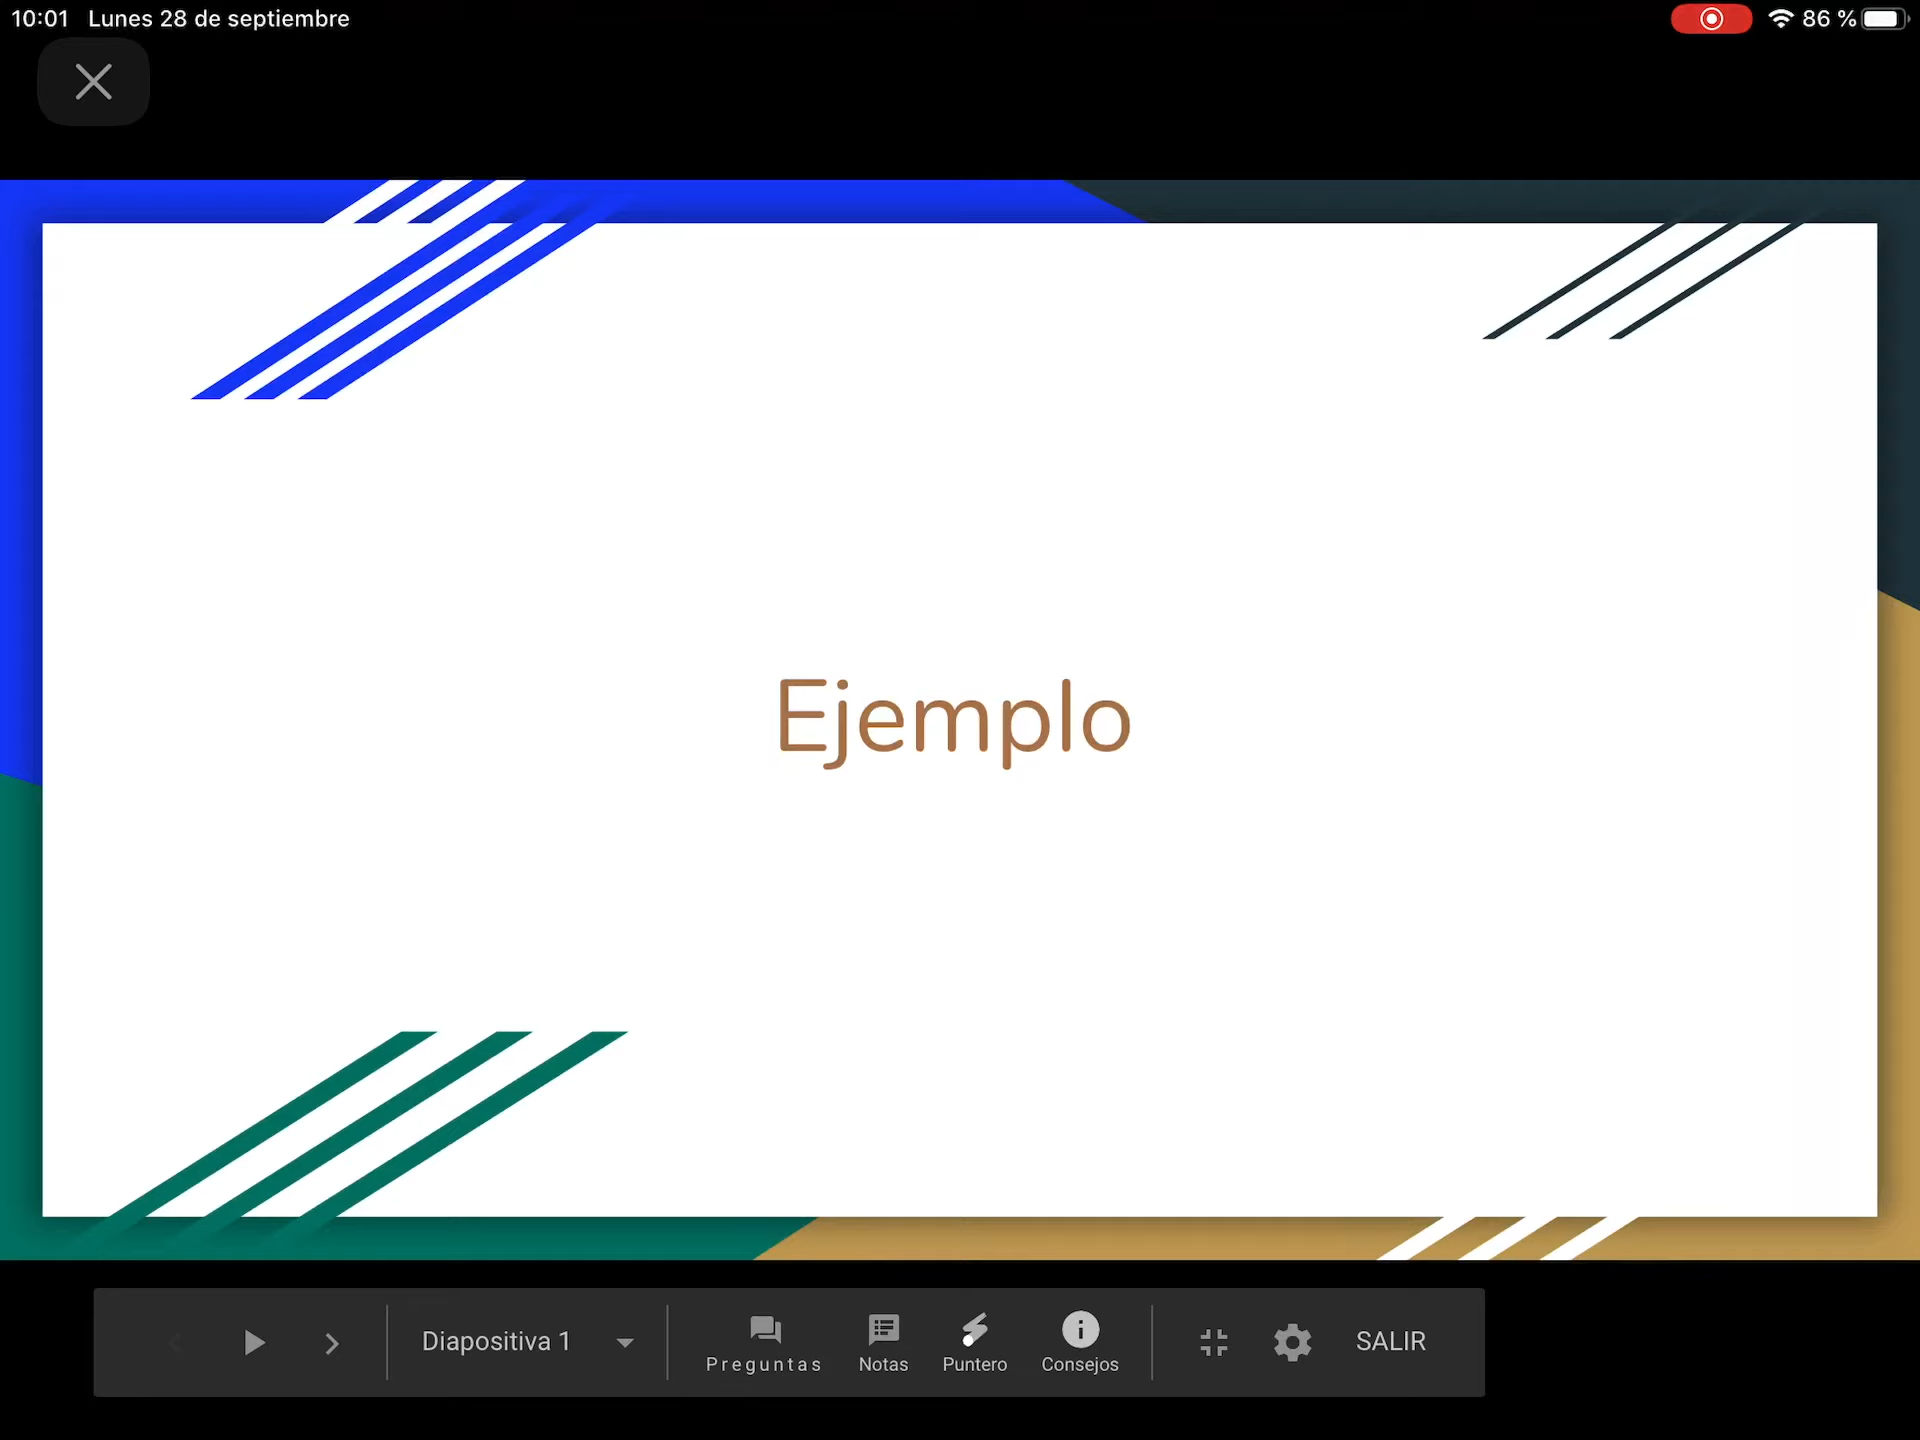 10:01 Lunes 28 de septiembre 86 %
Ejemplo
Diapositiva 1 Preguntas Notas Puntero Consejos SALIR